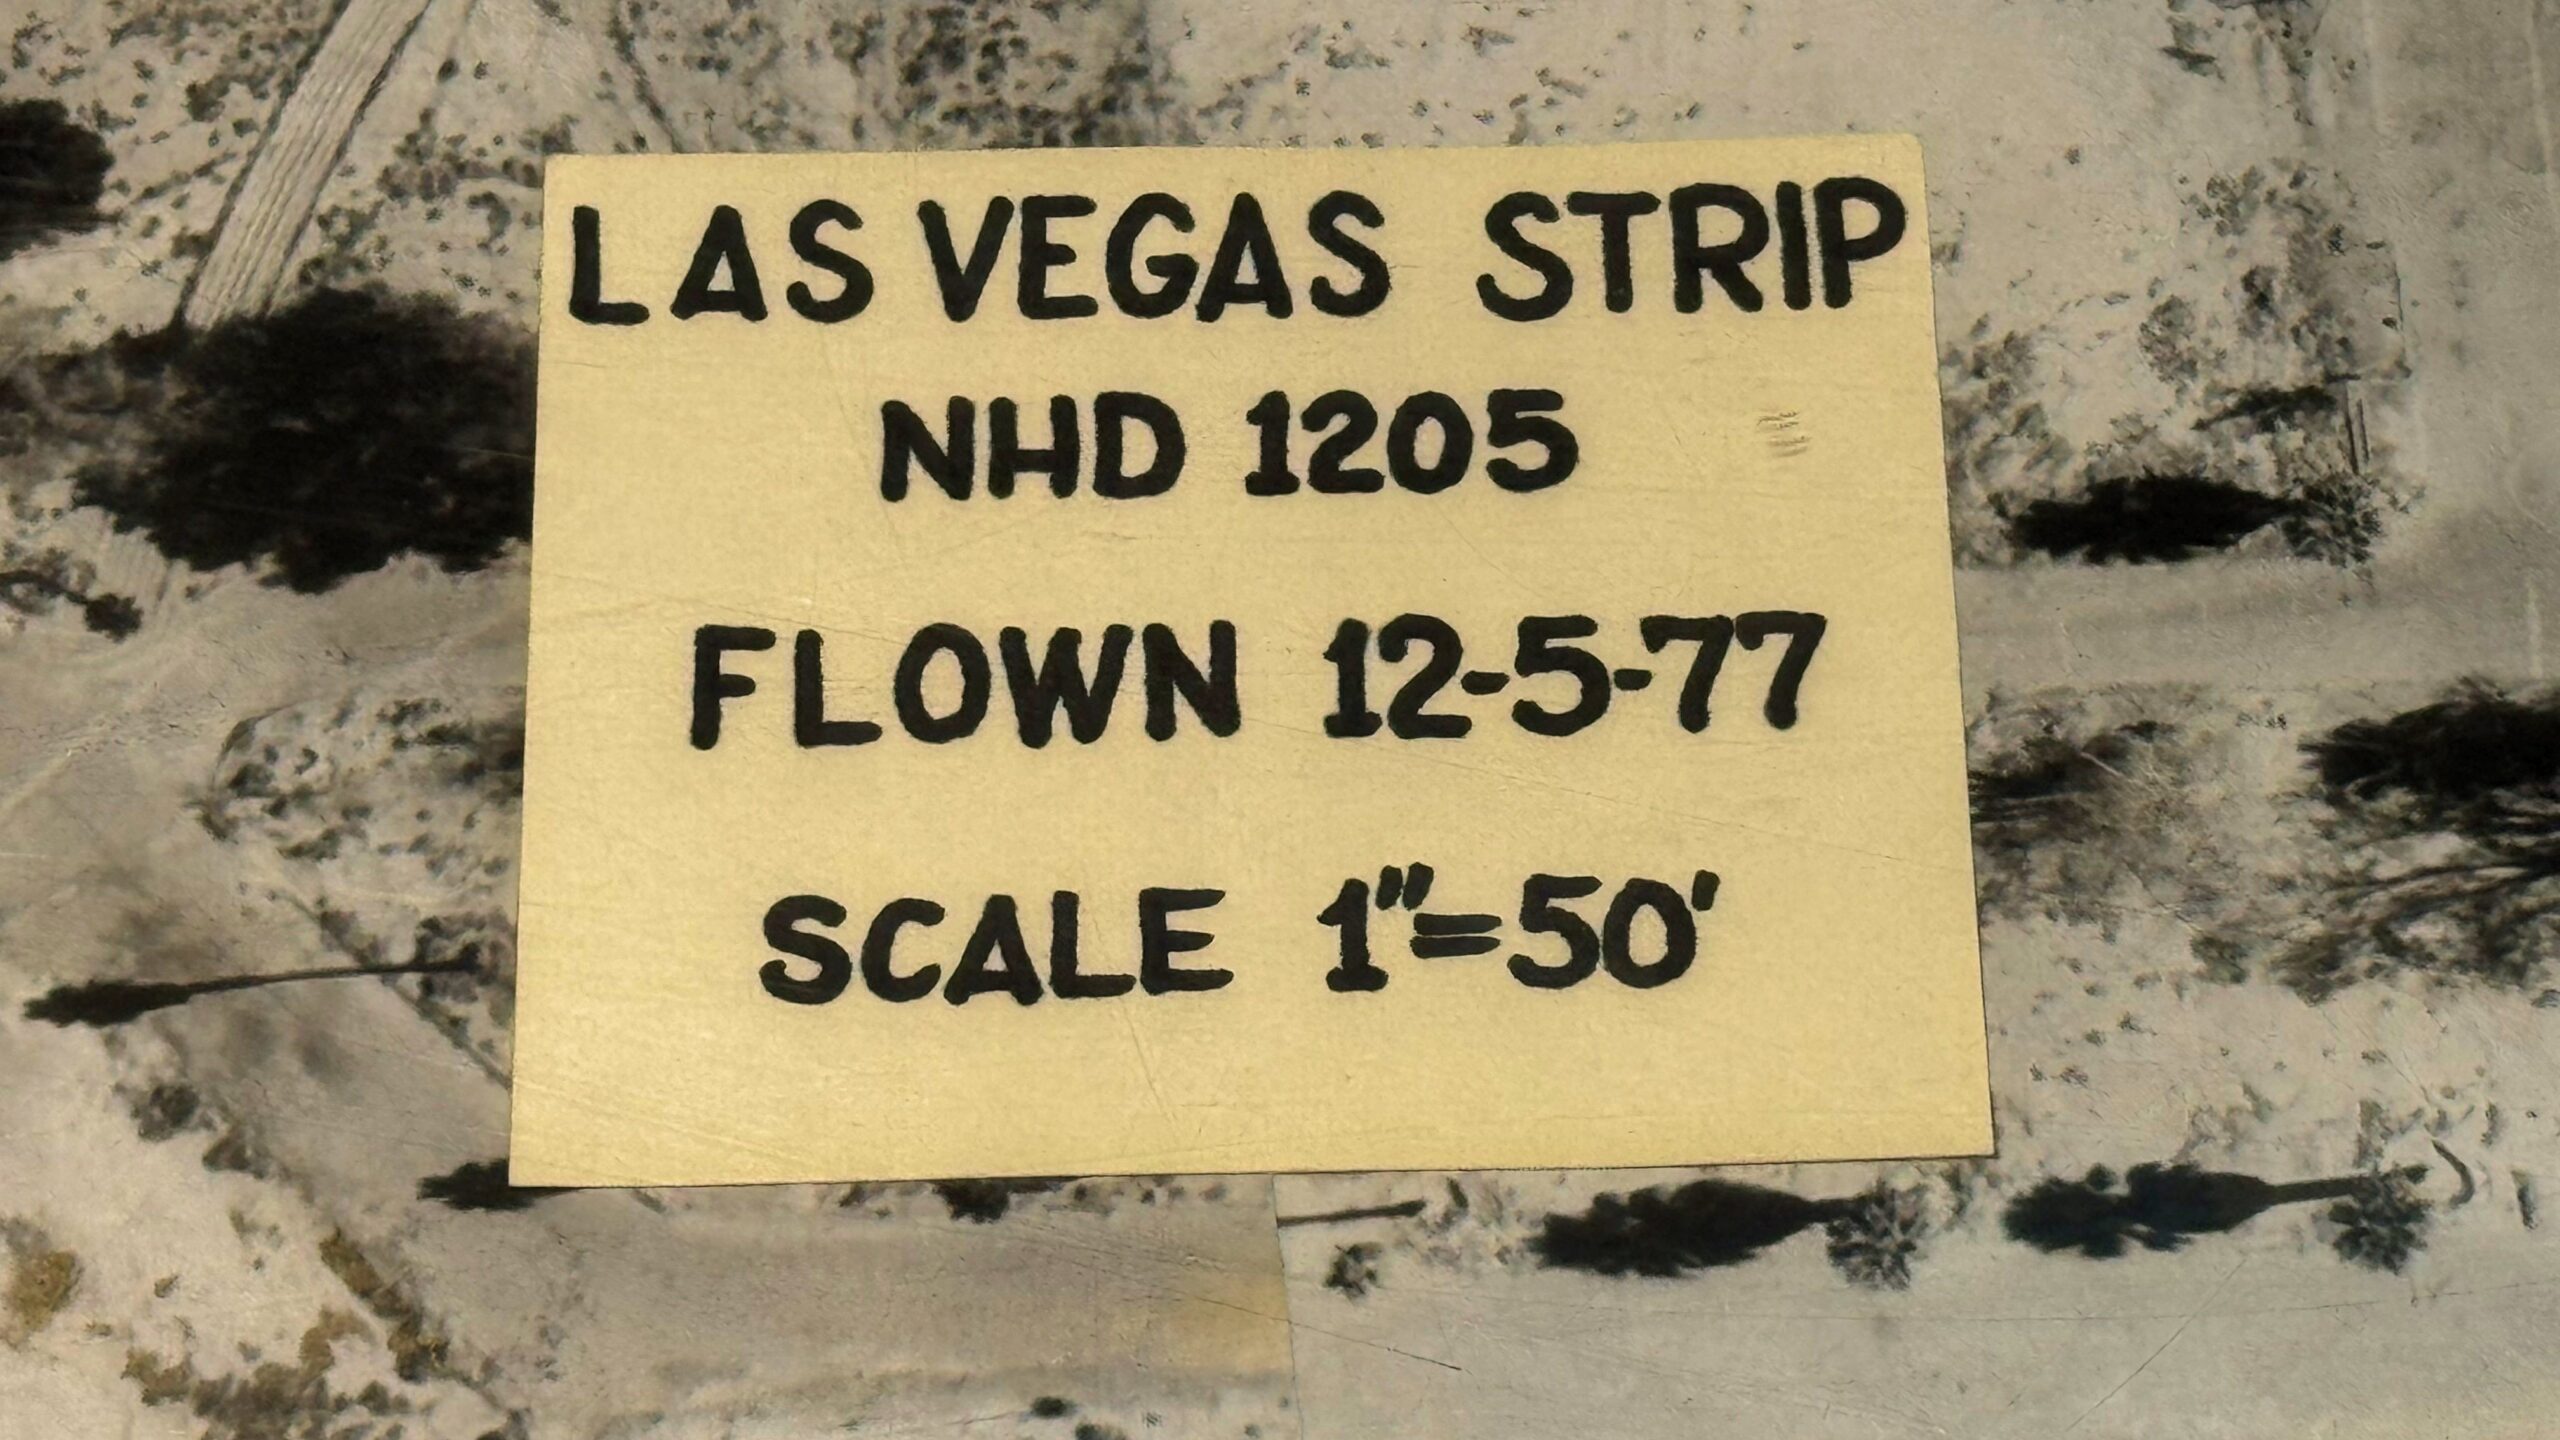 LAS VEGAS STRIP
NHD 1205
FLOWN 12-5-77
SCALE 1"=50'